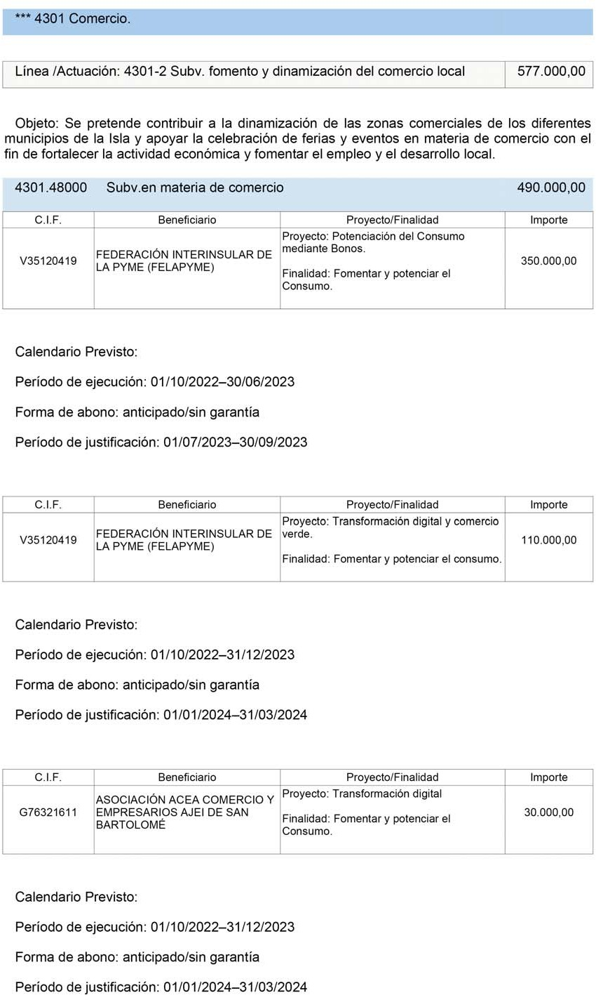 *** 4301 Comercio.
Línea /Actuación: 4301-2 Subv. fomento y dinamización del comercio local 577.000,00
Objeto: Se pretende contribuir a la dinamización de las zonas comerciales de los diferentes
municipios de la Isla y apoyar la celebración de ferias y eventos en materia de comercio con el
fin de fortalecer la actividad económica y fomentar el empleo y el desarrollo local.
4301.48000 Subv.en materia de comercio 490.000,00
C.I.F. Beneficiario Proyecto/Finalidad Importe
V35120419
FEDERACIÓN INTERINSULAR DE
LA PYME (FELAPYME)
Proyecto: Potenciación del Consumo
mediante Bonos.
Finalidad: Fomentar y potenciar el
Consumo.
350.000,00
Calendario Previsto:
Período de ejecución: 01/10/2022–30/06/2023
Forma de abono: anticipado/sin garantía
Período de justificación: 01/07/2023–30/09/2023
C.I.F. Beneficiario Proyecto/Finalidad Importe
V35120419
FEDERACIÓN INTERINSULAR DE
LA PYME (FELAPYME)
Proyecto: Transformación digital y comercio
verde.
Finalidad: Fomentar y potenciar el consumo.
110.000,00
Calendario Previsto:
Período de ejecución: 01/10/2022–31/12/2023
Forma de abono: anticipado/sin garantía
Período de justificación: 01/01/2024–31/03/2024
C.I.F. Beneficiario Proyecto/Finalidad Importe
G76321611
ASOCIACIÓN ACEA COMERCIO Y
EMPRESARIOS AJEI DE SAN
BARTOLOMÉ
Proyecto: Transformación digital
Finalidad: Fomentar y potenciar el
Consumo.
30.000,00
Calendario Previsto:
Período de ejecución: 01/10/2022–31/12/2023
Forma de abono: anticipado/sin garantía
Período de justificación: 01/01/2024–31/03/2024